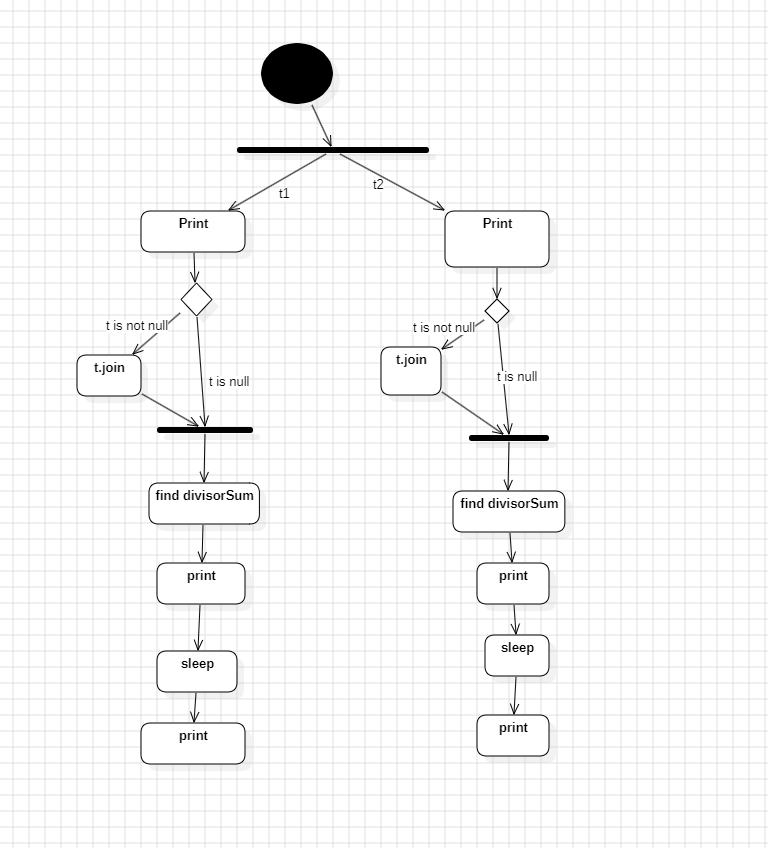 t1
t2
Print
Print
t is not null
t is not null
t.join
t.join
t is null
t is null
find divisorSum
find divisorSum
print
print
sleep
sleep
print
print